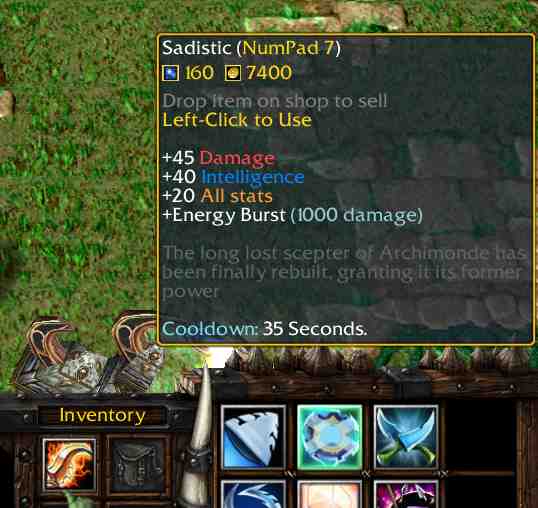 Sadistic (NumPad 7)
160 7400
Drop item on shop to sell
Left-Click to Use
+45 Damage
+40 Intelligence
+20 All stats
+Energy Burst (1000 damage)
The long lost scepter of Archimonde has
been finally rebuilt, granting it its former
power
Cooldown: 35 Seconds.
Inventory